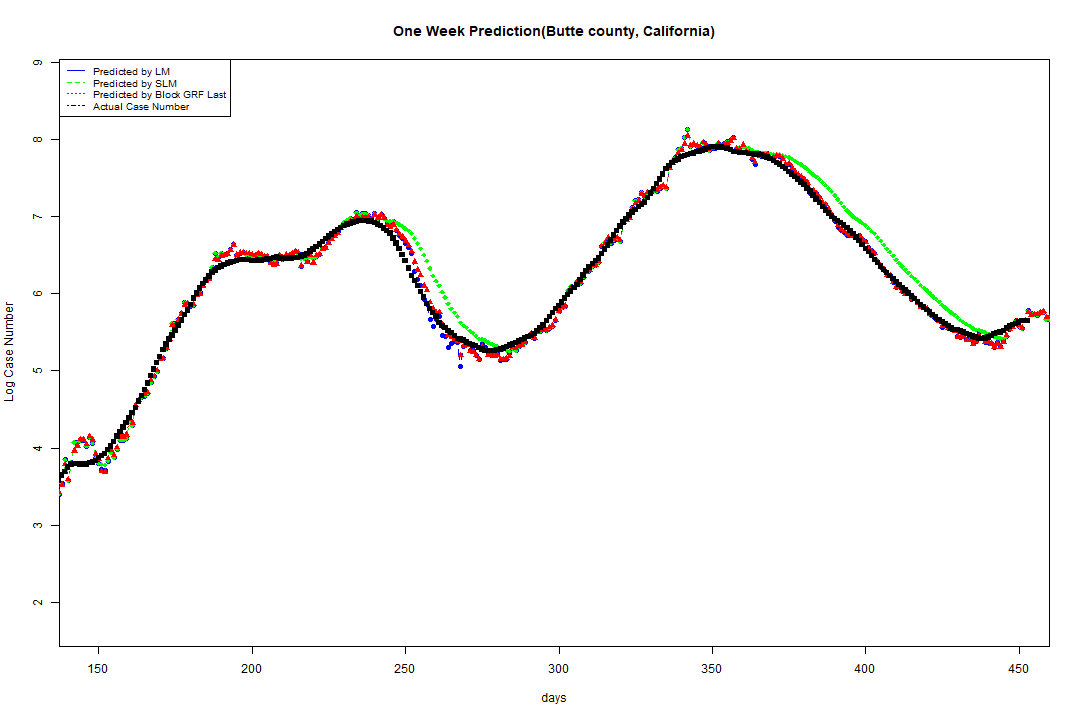 One Week Prediction(Butte county, California)
Predicted by LM
Predicted by SLM
Predicted by Block GRF Last
Actual Case Number
Log Case Number
9
8
7
6
5
4
3
2
150 200 250 300 350 400 450
days